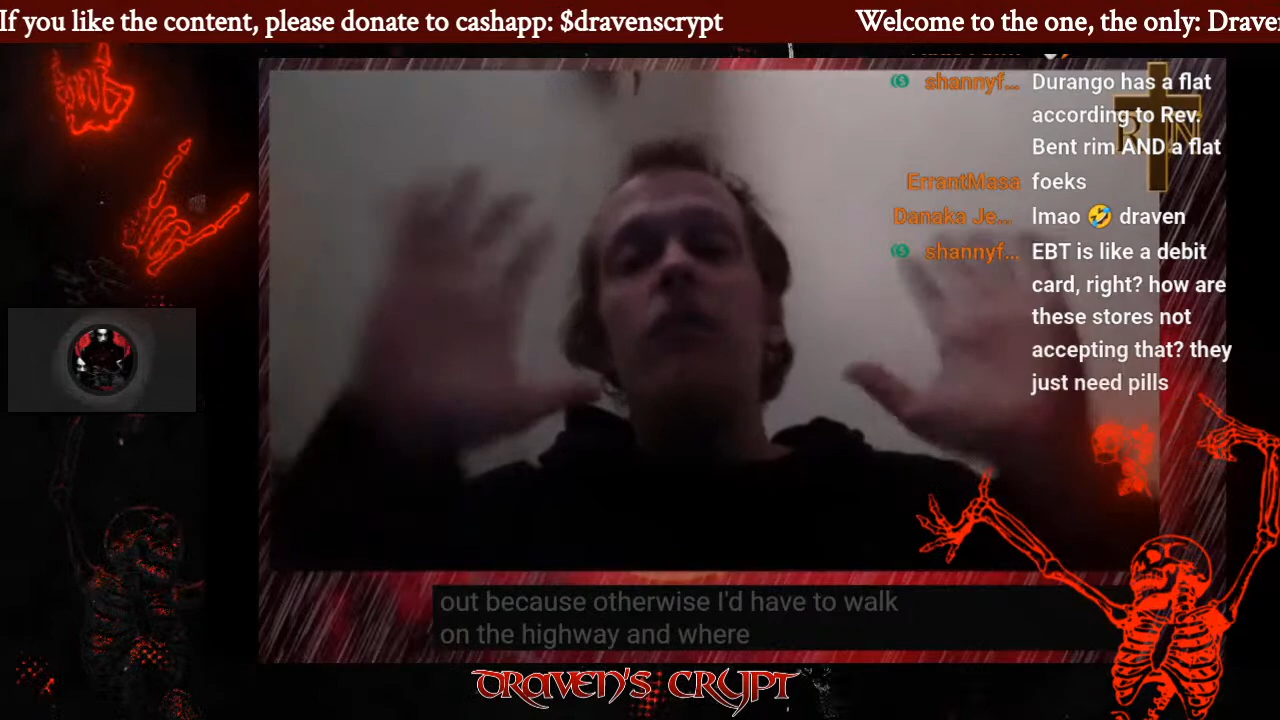 If you like the content, please donate to cashapp: $dravenscrypt
Welcome to the one, the only:
shannyf... Durango has a flat
according to Rev.
Bent rim AND a flat
ErrantMasa foeks
Danaka Je... lmao 🤣 draven
shannyf... EBT is like a debit
card, right? how are
these stores not
accepting that? they
just need pills
out because otherwise I'd have to walk
on the highway and where
DRAVEN'S CRYPT